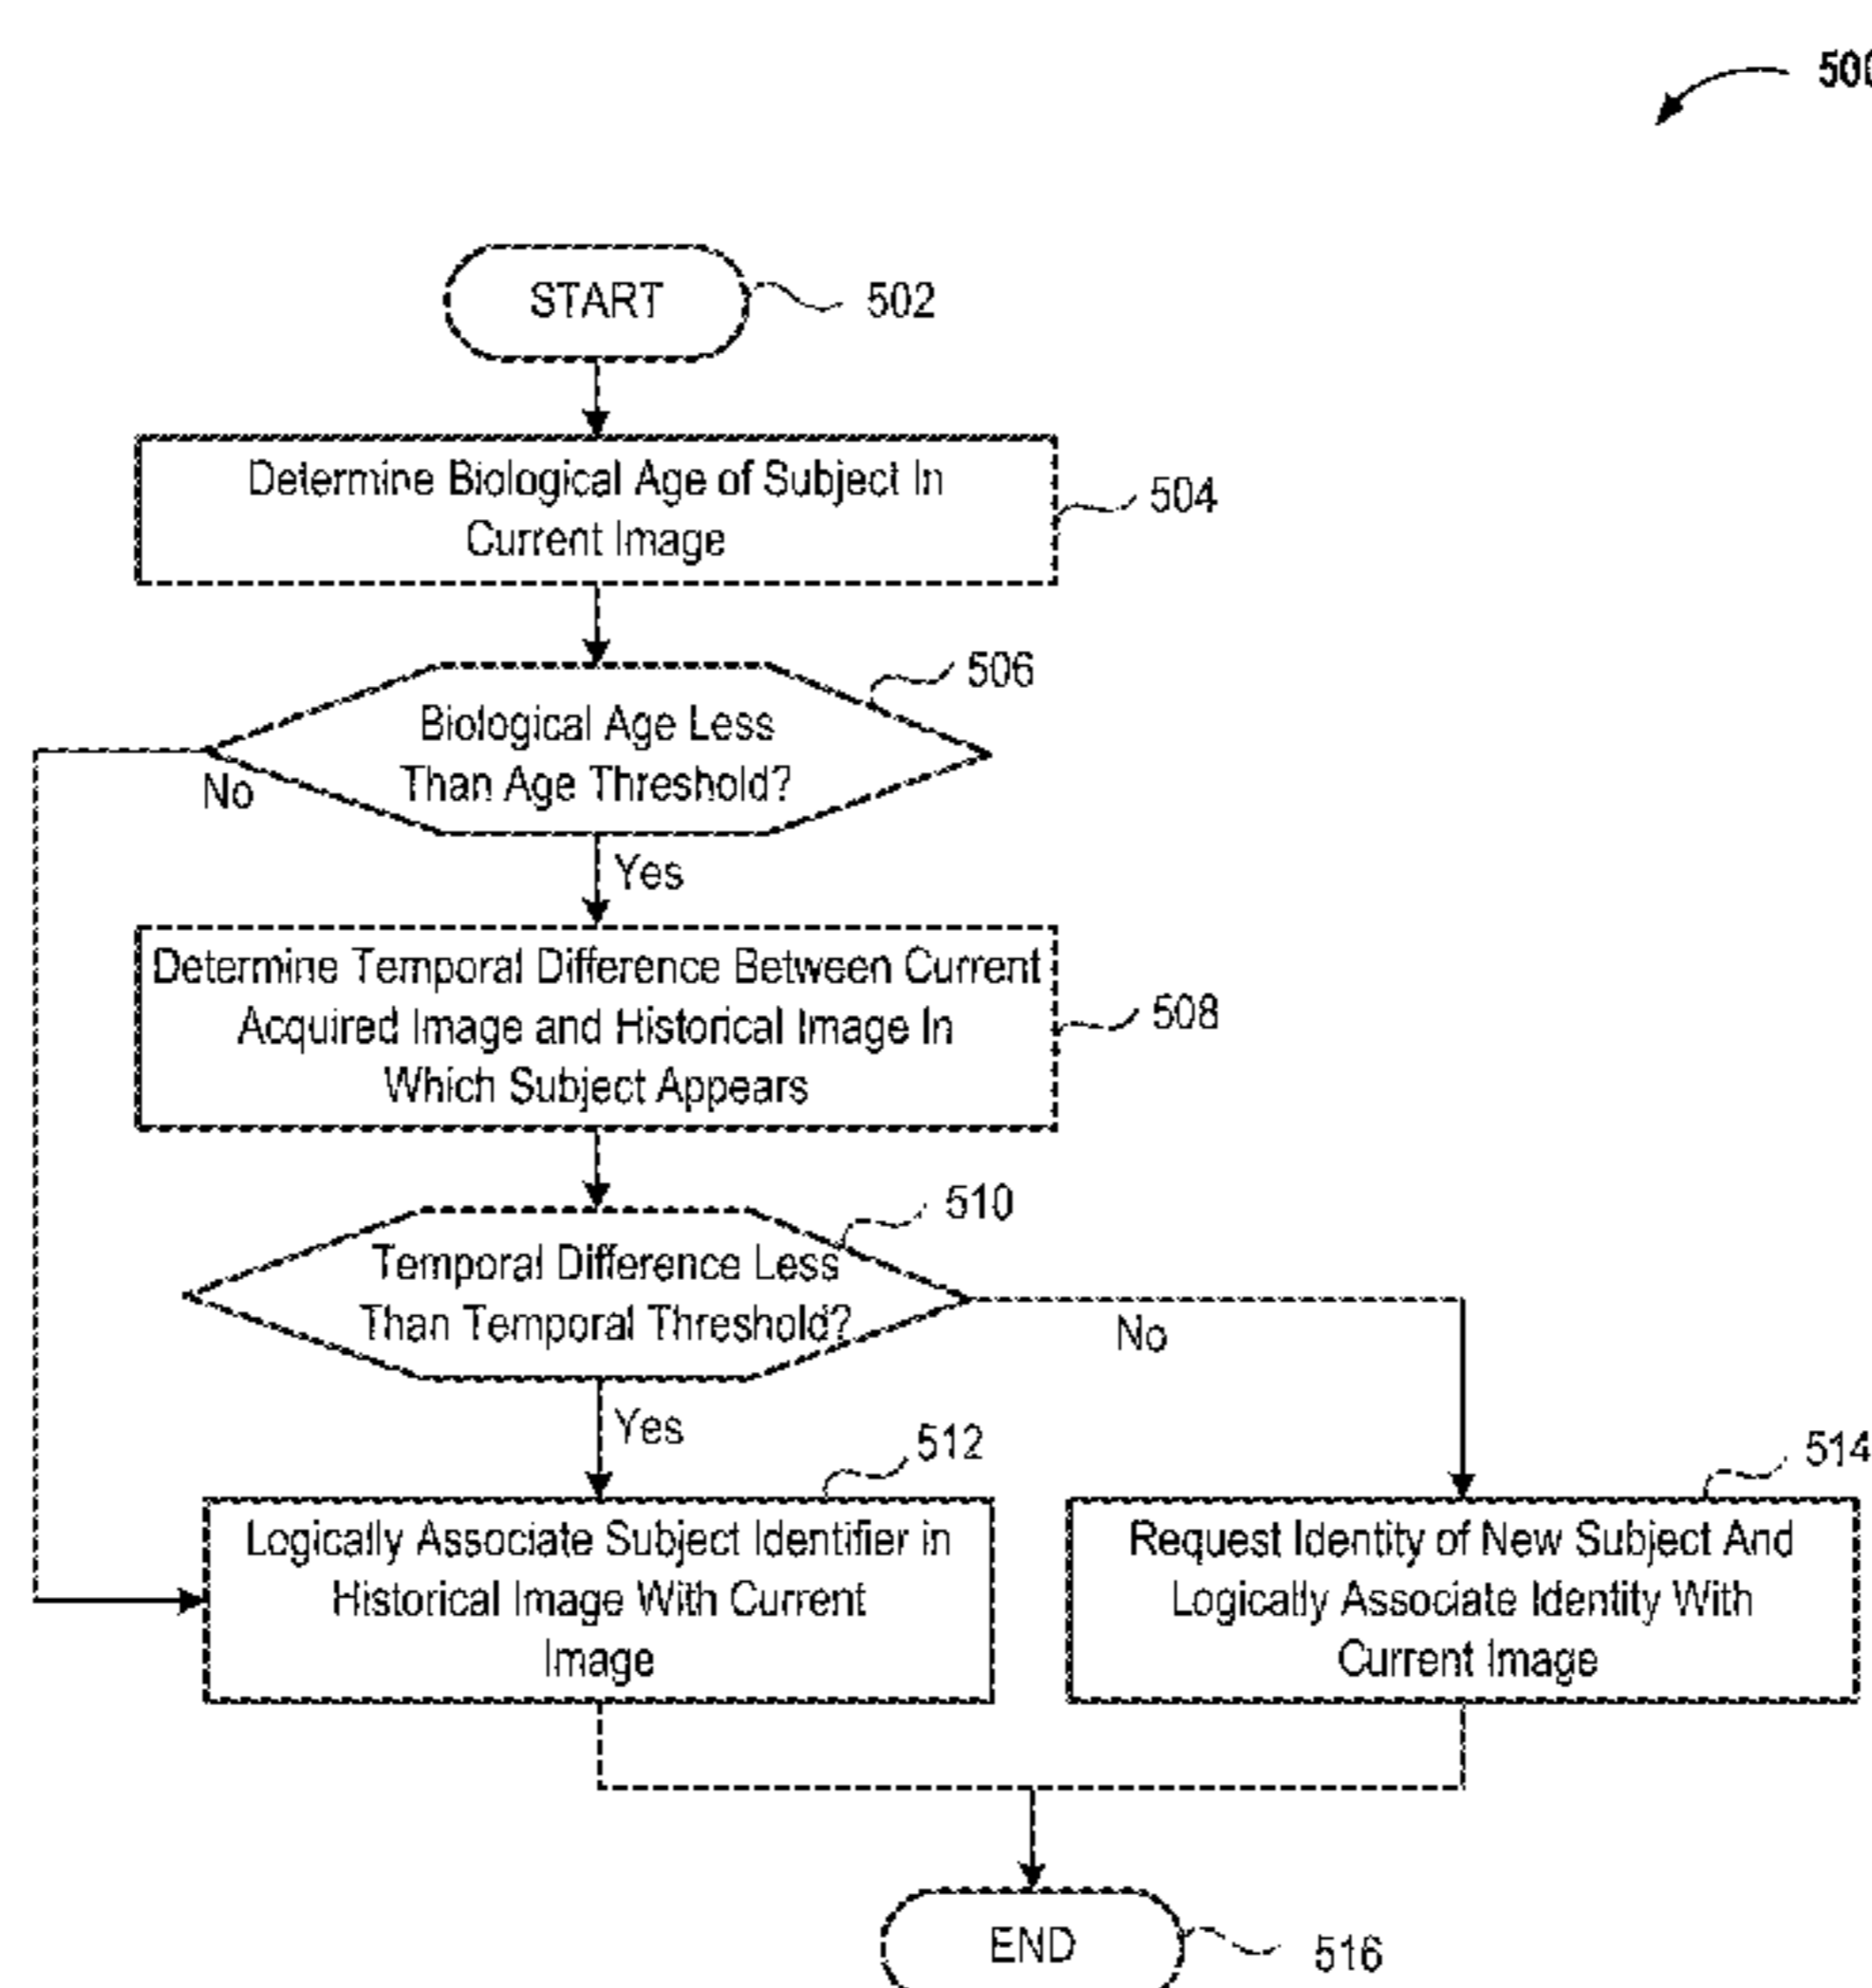 500
START
502
Determine Biological Age of Subject In
Current Image
504
506
Biological Age Less
Than Age Threshold?
No
Yes
Determine Temporal Difference Between Current
Acquired Image and Historical Image In
Which Subject Appears
508
510
Temporal Difference Less
Than Temporal Threshold?
No
Yes
512
514
Logically Associate Subject Identifier in
Historical Image With Current
Image
Request Identity of New Subject And
Logically Associate Identity With
Current Image
END
516